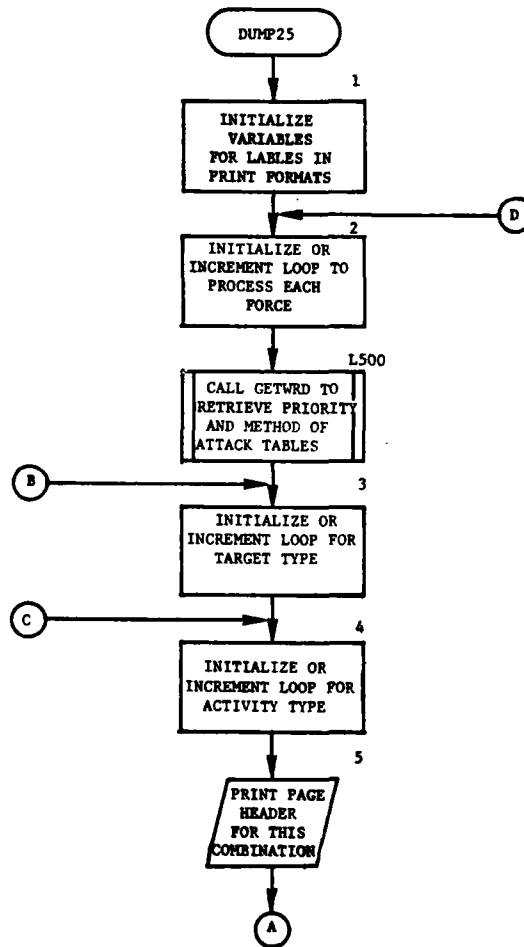 DUMP25
1
INITIALIZE
VARIABLES
FOR LABLES IN
PRINT FORMATS
D
2
INITIALIZE OR
INCREMENT LOOP TO
PROCESS EACH
FORCE
L500
CALL GETWRD TO
RETRIEVE PRIORITY
AND METHOD OF
ATTACK TABLES
B
3
INITIALIZE OR
INCREMENT LOOP FOR
TARGET TYPE
C
4
INITIALIZE OR
INCREMENT LOOP FOR
ACTIVITY TYPE
5
PRINT PAGE
HEADER
FOR THIS
COMBINATION
A